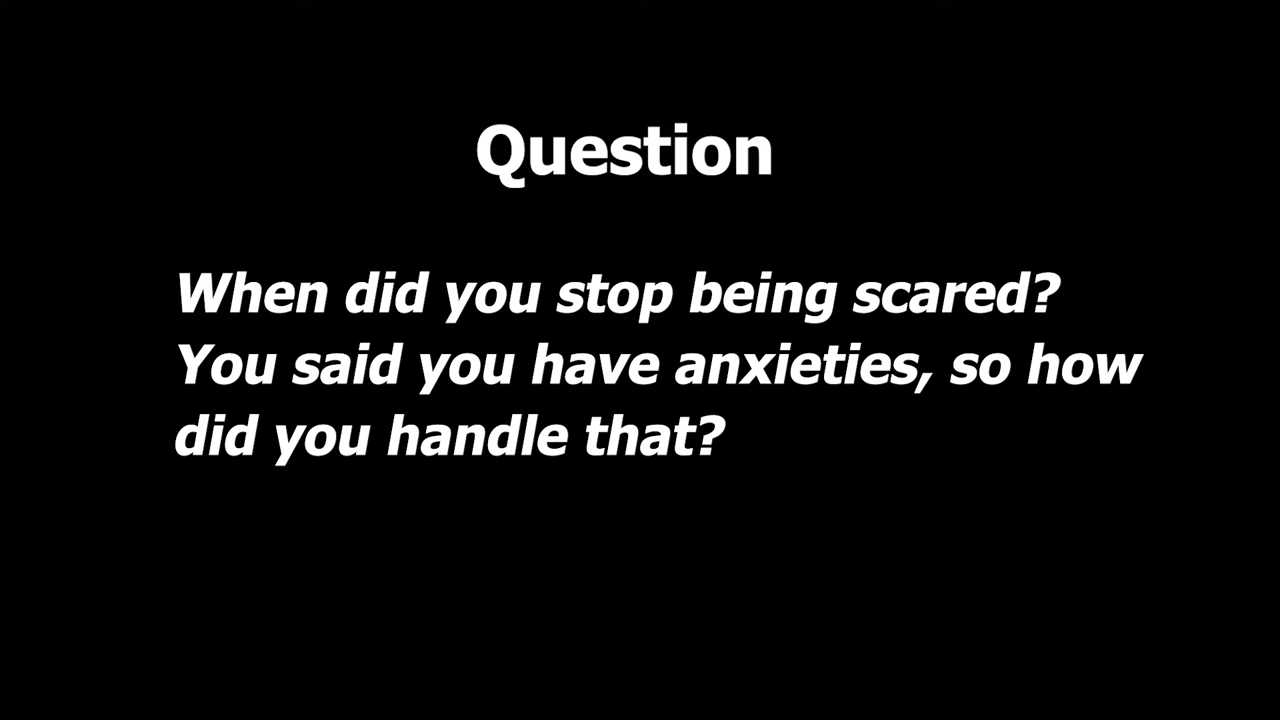 Question
When did you stop being scared?
You said you have anxieties, so how
did you handle that?